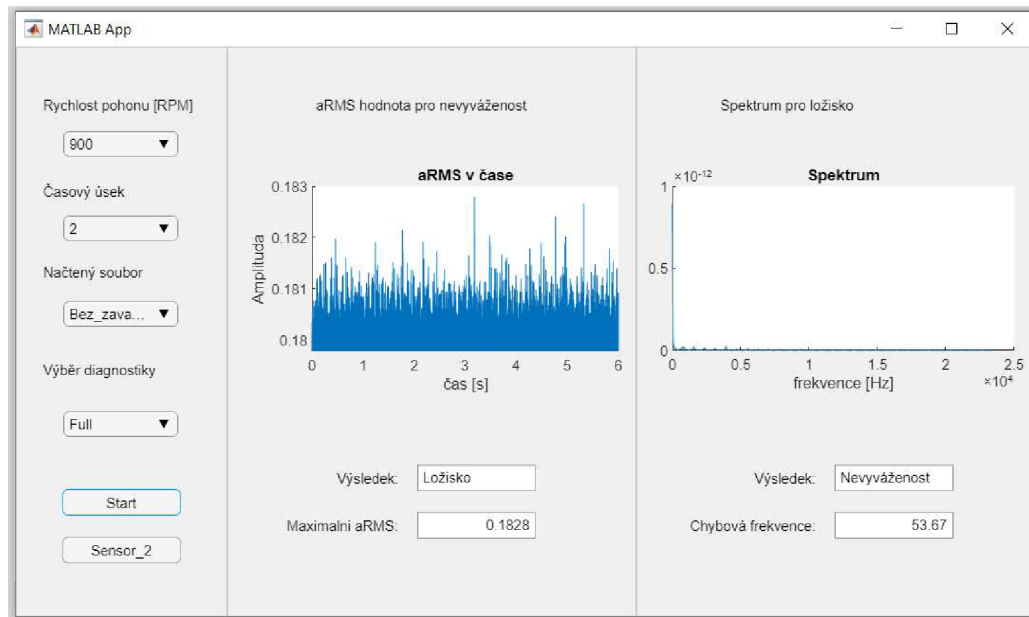 MATLAB App
Rychlost pohonu [RPM]
900
Časový úsek
2
Načtený soubor
Bez_zava...
Výběr diagnostiky
Full
Start
Sensor_2
aRMS hodnota pro nevyváženost
aRMS v čase
Amplituda
0.183
0.182
0.181
0.18
0 1 2 3 4 5 6
čas [s]
Výsledek: Ložisko
Maximalni aRMS: 0.1828
Spektrum pro ložisko
×10⁻¹²
Spektrum
1
0.5
0
0 0.5 1 1.5 2 2.5
×10⁴
frekvence [Hz]
Výsledek: Nevyváženost
Chybová frekvence: 53.67